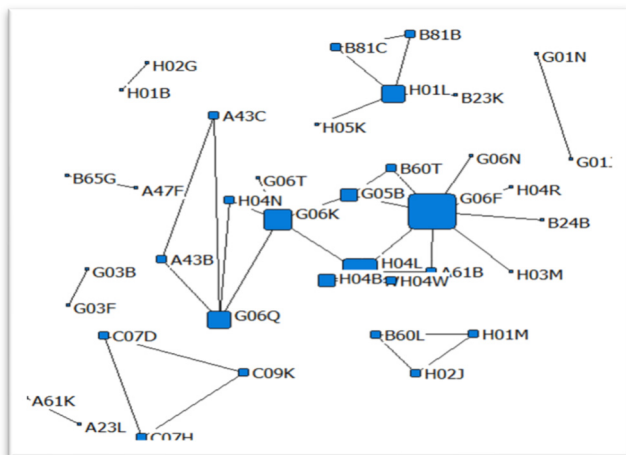 B81B
B81C
G01N
H02G
H01B
H01L
B23K
A43C
H05K
G06T
B60T
G06N
G01J
B65G
A47F
H04N
G05B
G06F
H04R
G06K
B24B
A43B
H04L
G03B
H04B
H04W
A61B
H03M
G03F
G06Q
C07D
B60L
H01M
C09K
H02J
A61K
A23L
C07H